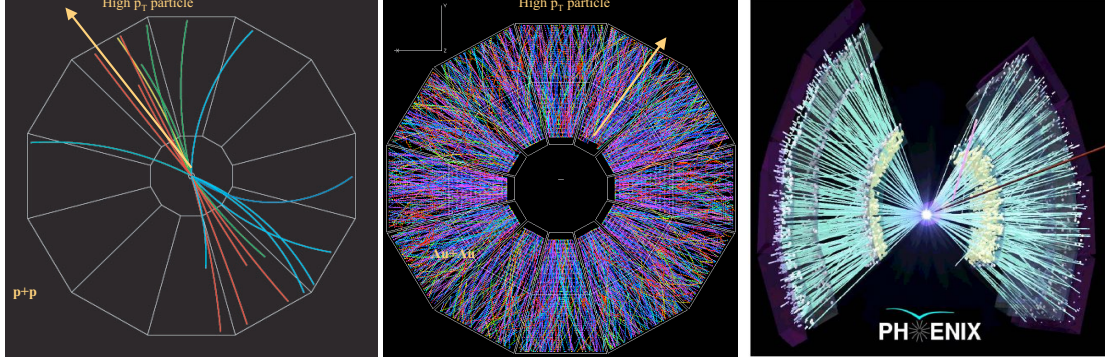 High pT particle
p+p
High pT particle
Y
X
Z
Au+Au
PHENIX